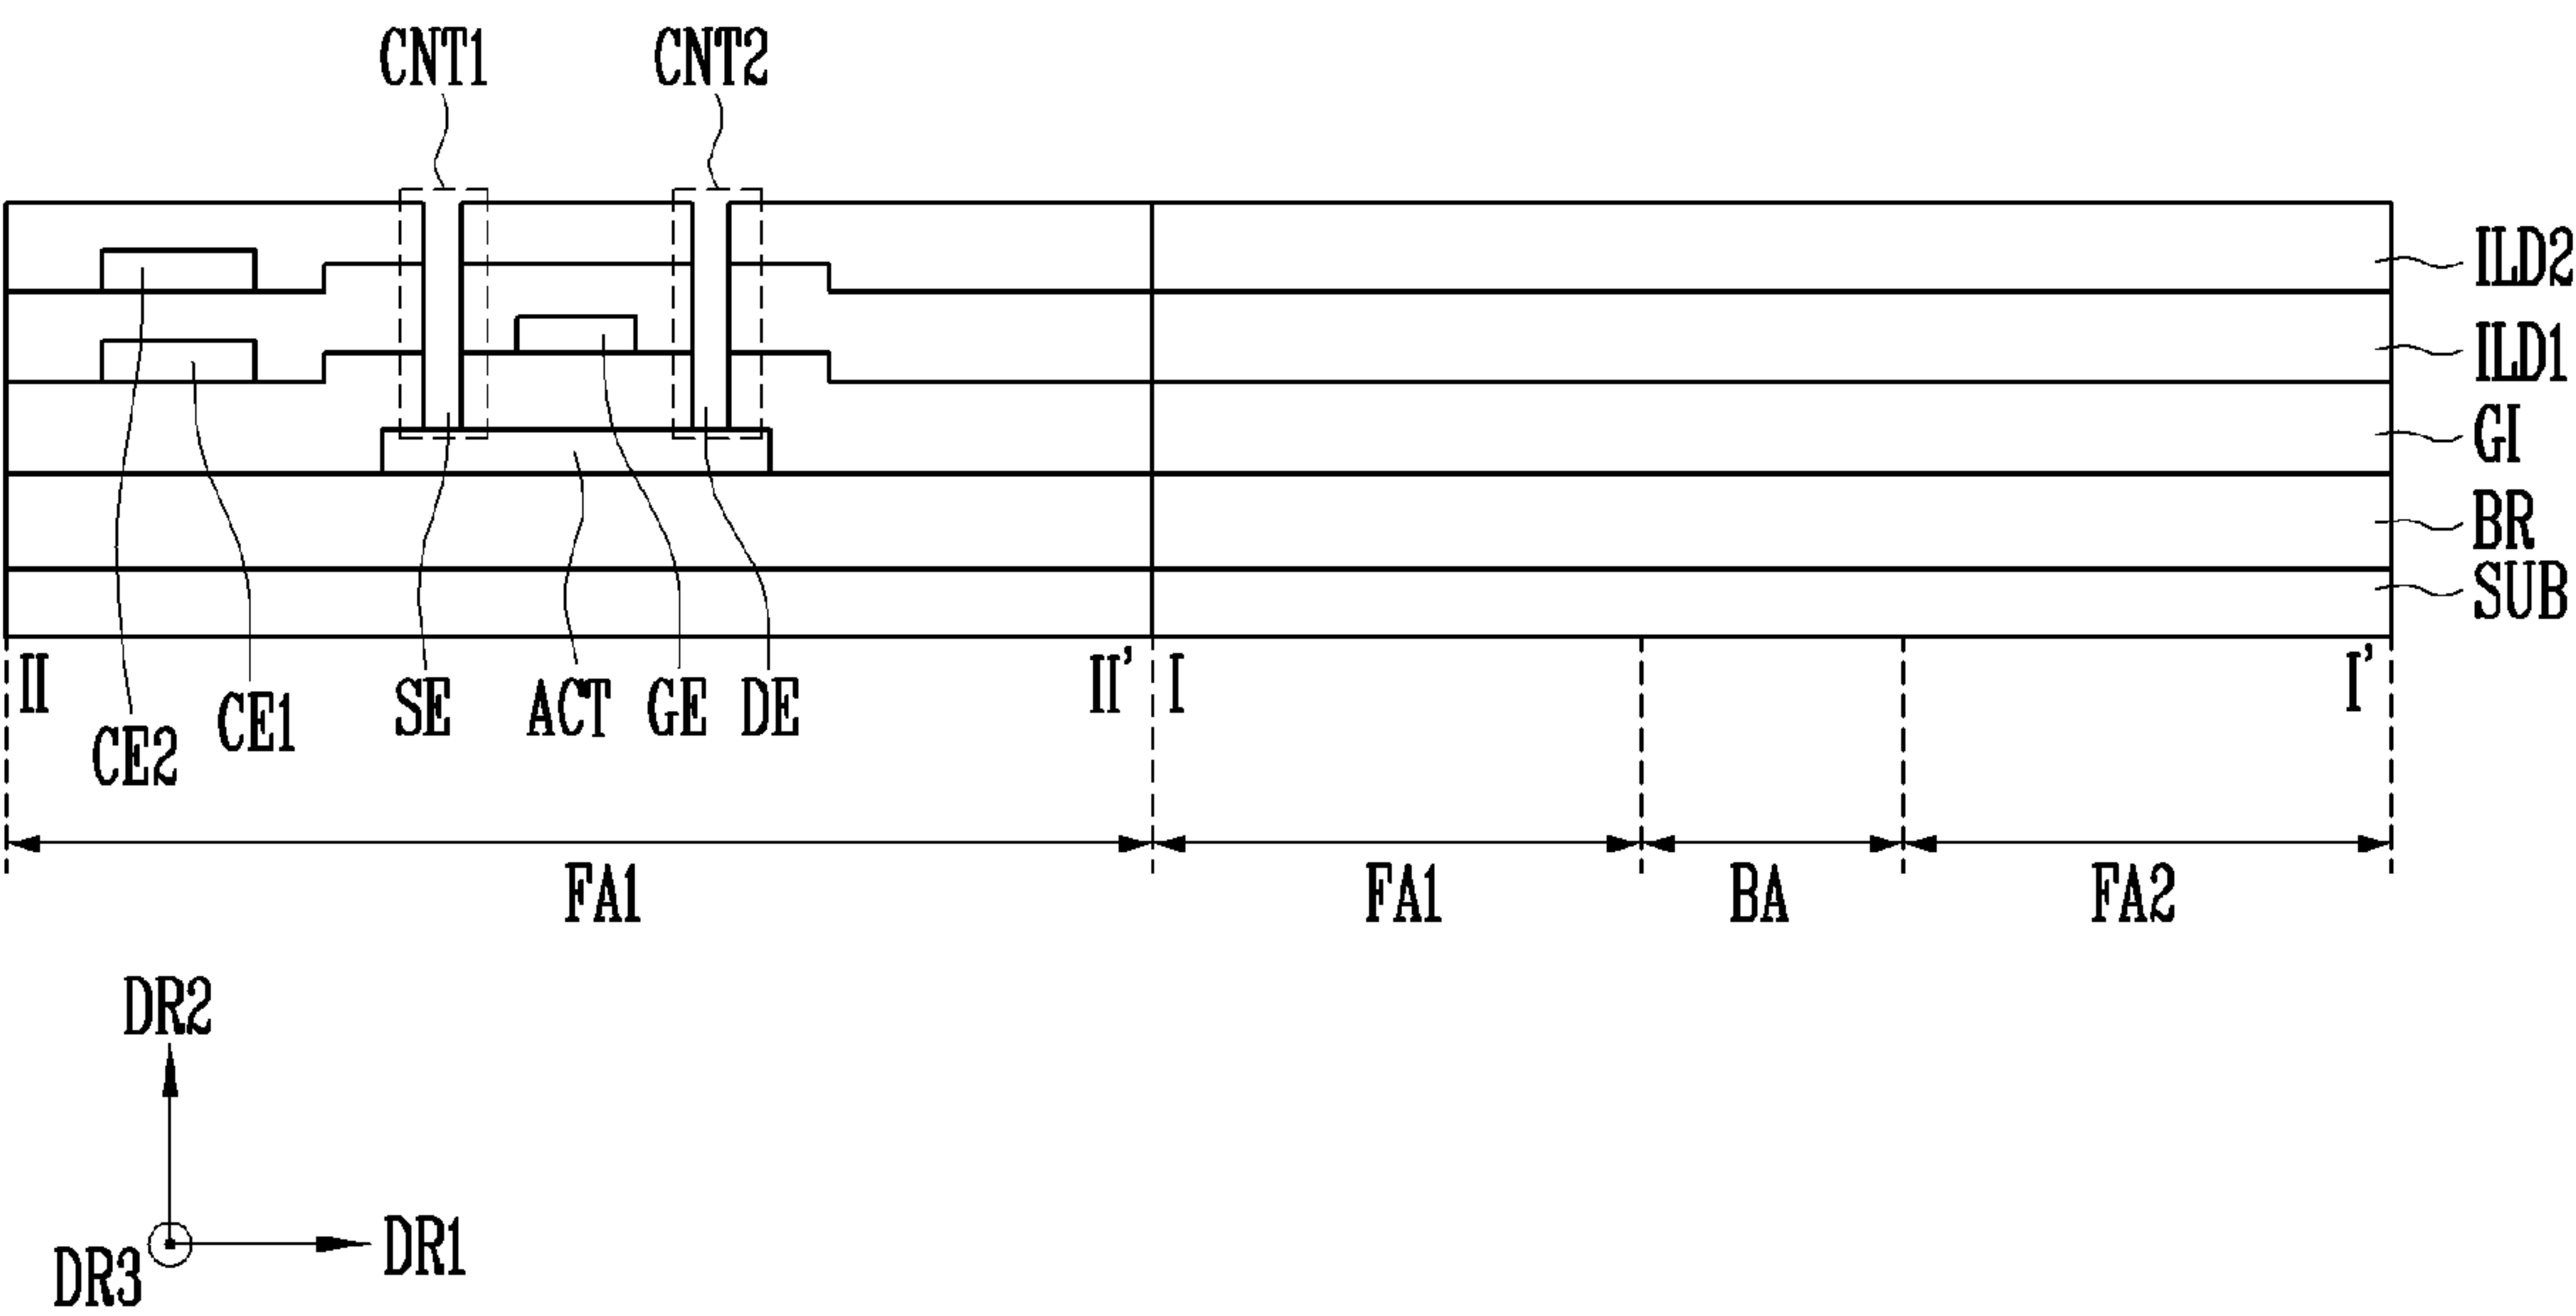 CNT1 CNT2
ILD2
ILD1
GI
BR
SUB
II II' I I'
SE ACT GE DE
CE2 CE1
FA1 FA1 BA FA2
DR2
DR1
DR3